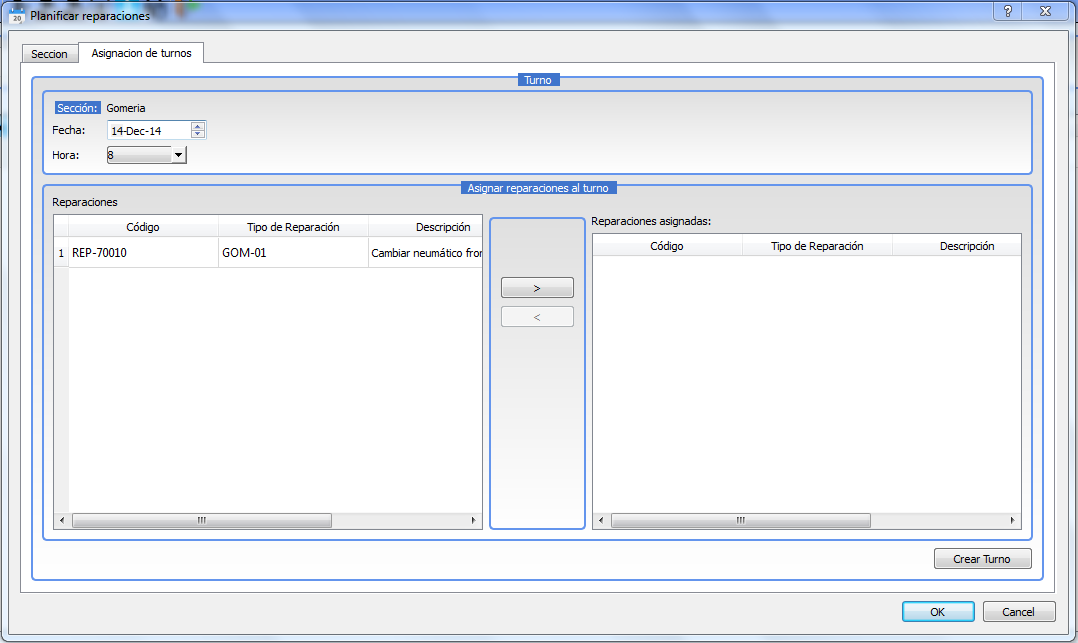 20 Planificar reparaciones ?
Seccion Asignacion de turnos
Turno
Sección: Gomeria
Fecha: 14-Dec-14
Hora: 8
Asignar reparaciones al turno
Reparaciones
Código Tipo de Reparación Descripción
1 REP-70010 GOM-01 Cambiar neumático fron
>
<
Reparaciones asignadas:
Código Tipo de Reparación Descripción
Crear Turno
OK Cancel